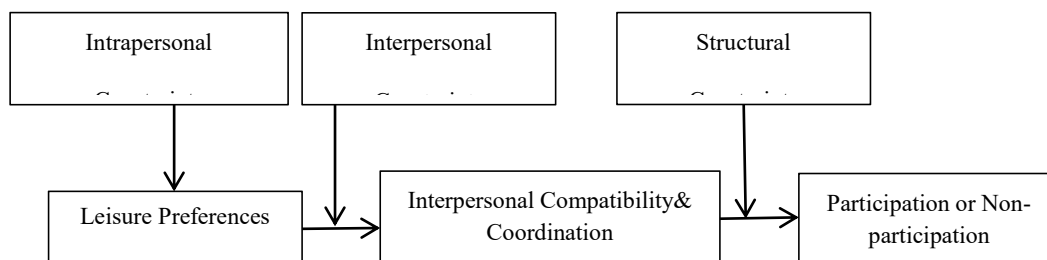 Intrapersonal
Interpersonal
Structural
Leisure Preferences
Interpersonal Compatibility&
Coordination
Participation or Non-
participation